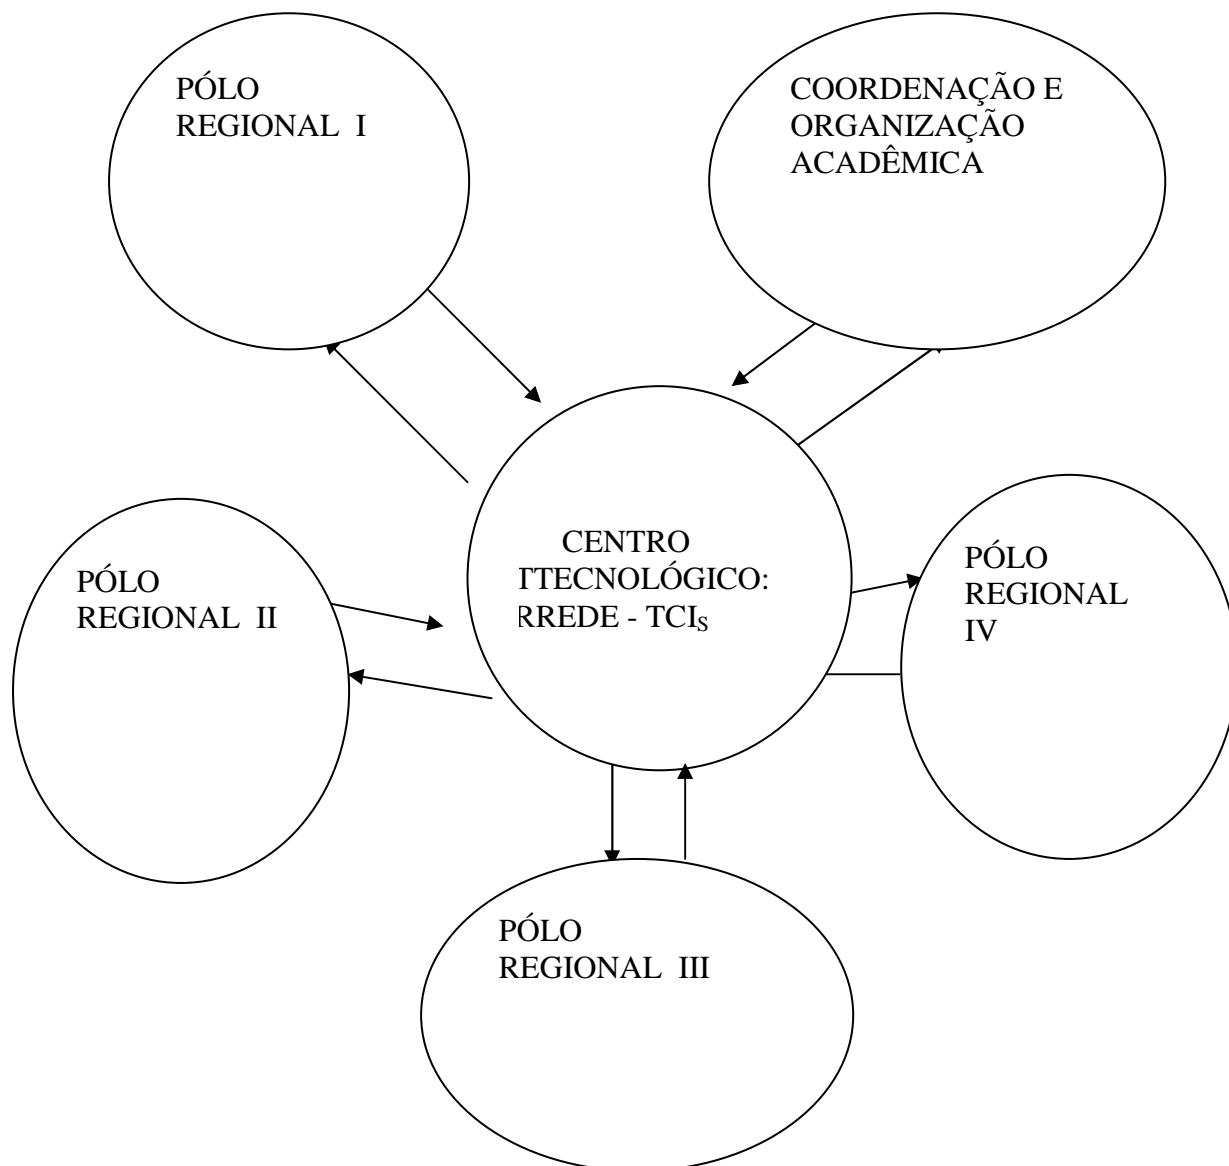 PÓLO
REGIONAL I
COORDENAÇÃO E
ORGANIZAÇÃO
ACADÊMICA
CENTRO
TTECNOLÓGICO:
RREDE - TCIS
PÓLO
REGIONAL II
PÓLO
REGIONAL
IV
PÓLO
REGIONAL III